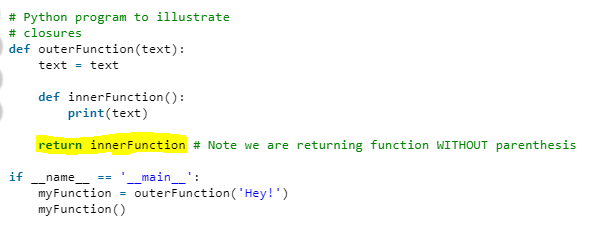 # Python program to illustrate
# closures
def outerFunction(text):
    text = text

    def innerFunction():
        print(text)

    return innerFunction # Note we are returning function WITHOUT parenthesis

if __name__ == '__main__':
    myFunction = outerFunction('Hey!')
    myFunction()